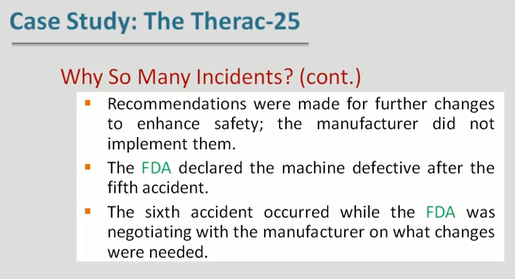 Case Study: The Therac-25
Why So Many Incidents? (cont.)
Recommendations were made for further changes
to enhance safety; the manufacturer did not
implement them.
The FDA declared the machine defective after the
fifth accident.
The sixth accident occurred while the FDA was
negotiating with the manufacturer on what changes
were needed.